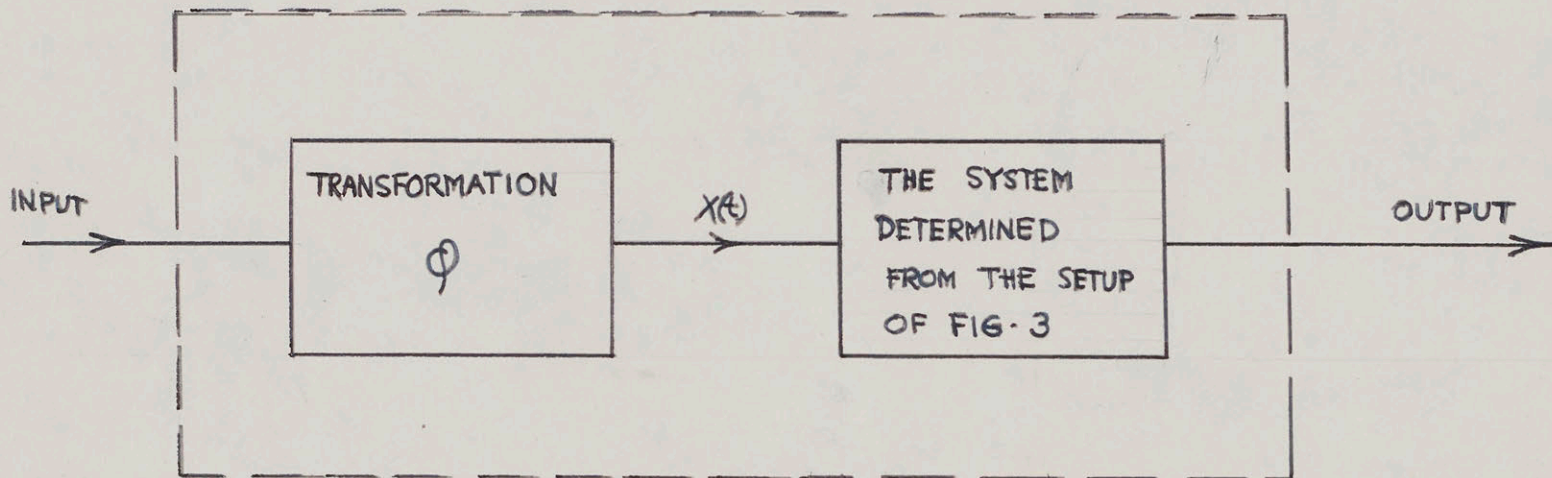 INPUT
TRANSFORMATION
φ
X(t)
THE SYSTEM
DETERMINED
FROM THE SETUP
OF FIG. 3
OUTPUT